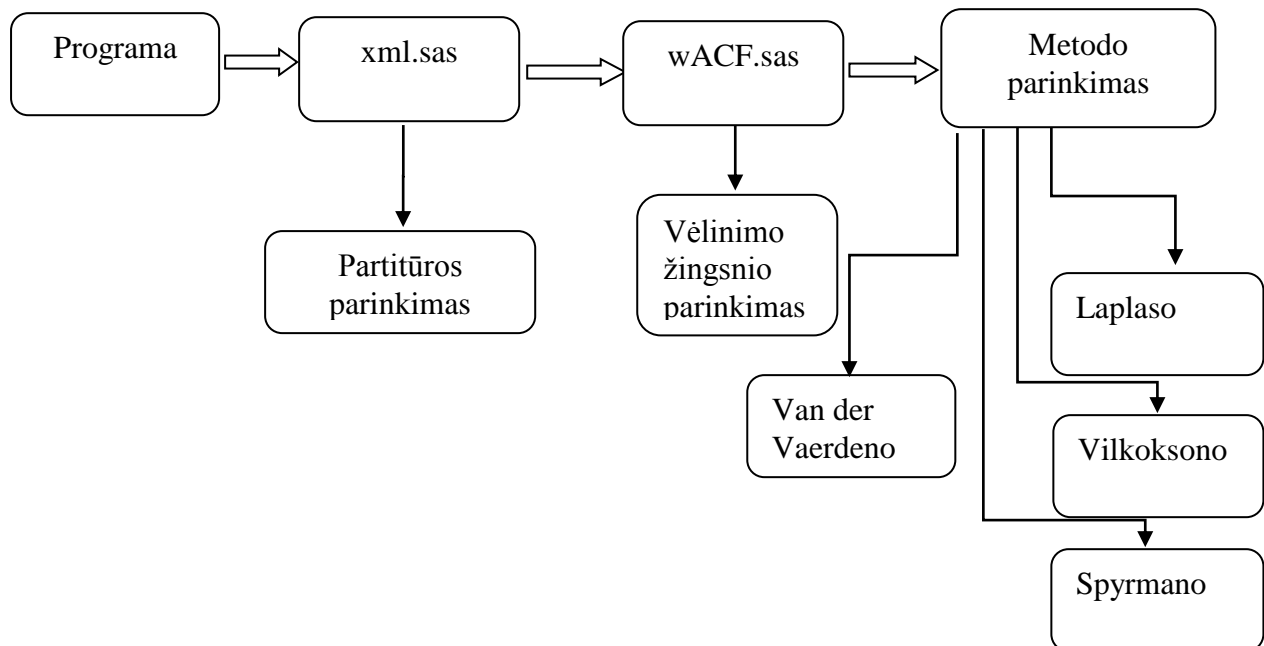 Programa
xml.sas
wACF.sas
Metodo
parinkimas
Partitūros
parinkimas
Vėlinimo
žingsnio
parinkimas
Laplaso
Van der
Vaerdeno
Vilkoksono
Spyrmano